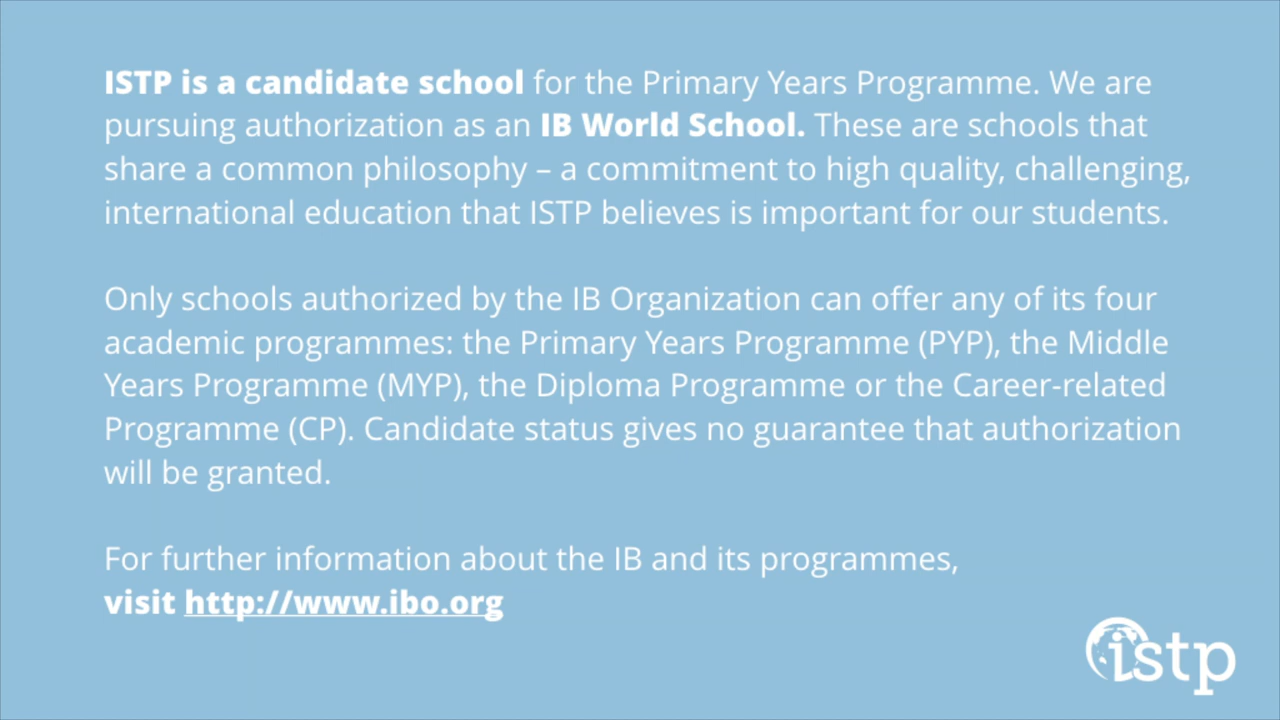 ISTP is a candidate school for the Primary Years Programme. We are
pursuing authorization as an IB World School. These are schools that
share a common philosophy – a commitment to high quality, challenging,
international education that ISTP believes is important for our students.
Only schools authorized by the IB Organization can offer any of its four
academic programmes: the Primary Years Programme (PYP), the Middle
Years Programme (MYP), the Diploma Programme or the Career-related
Programme (CP). Candidate status gives no guarantee that authorization
will be granted.
For further information about the IB and its programmes,
visit http://www.ibo.org
istp